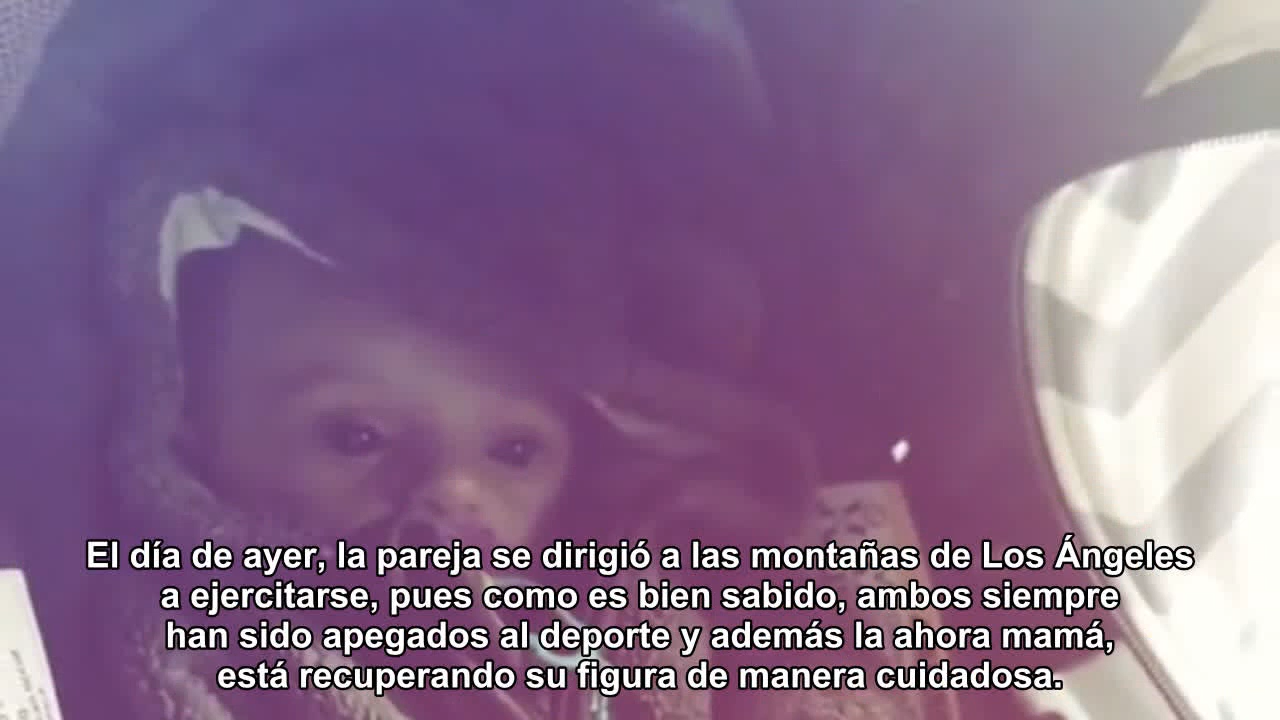 El día de ayer, la pareja se dirigió a las montañas de Los Ángeles
a ejercitarse, pues como es bien sabido, ambos siempre
han sido apegados al deporte y además la ahora mamá,
está recuperando su figura de manera cuidadosa.